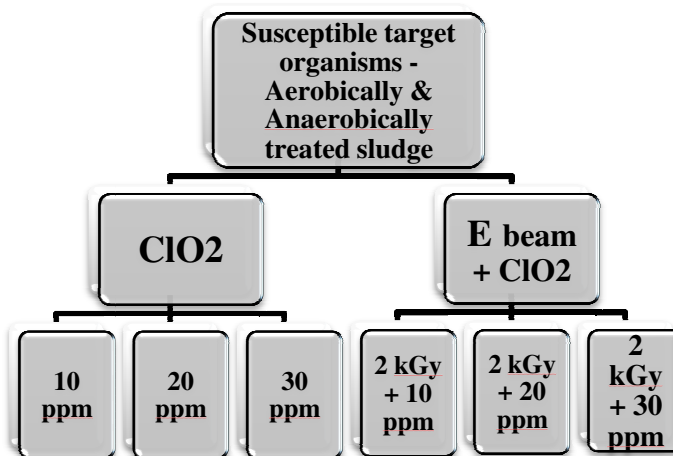 Susceptible target
organisms -
Aerobically &
Anaerobically
treated sludge
ClO2
E beam
+ ClO2
10
ppm
20
ppm
30
ppm
2 kGy
+ 10
ppm
2 kGy
+ 20
ppm
2
kGy
+ 30
ppm